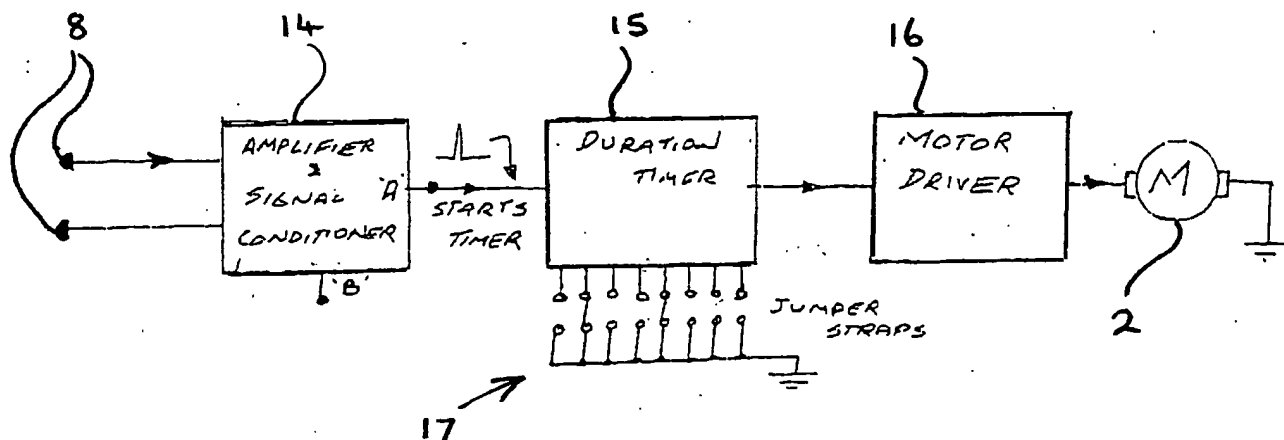 8
14
15
16
AMPLIFIER
&
SIGNAL
CONDITIONER
'A'
'B'
STARTS
TIMER
DURATION
TIMER
MOTOR
DRIVER
M
2
JUMPER
STRAPS
17